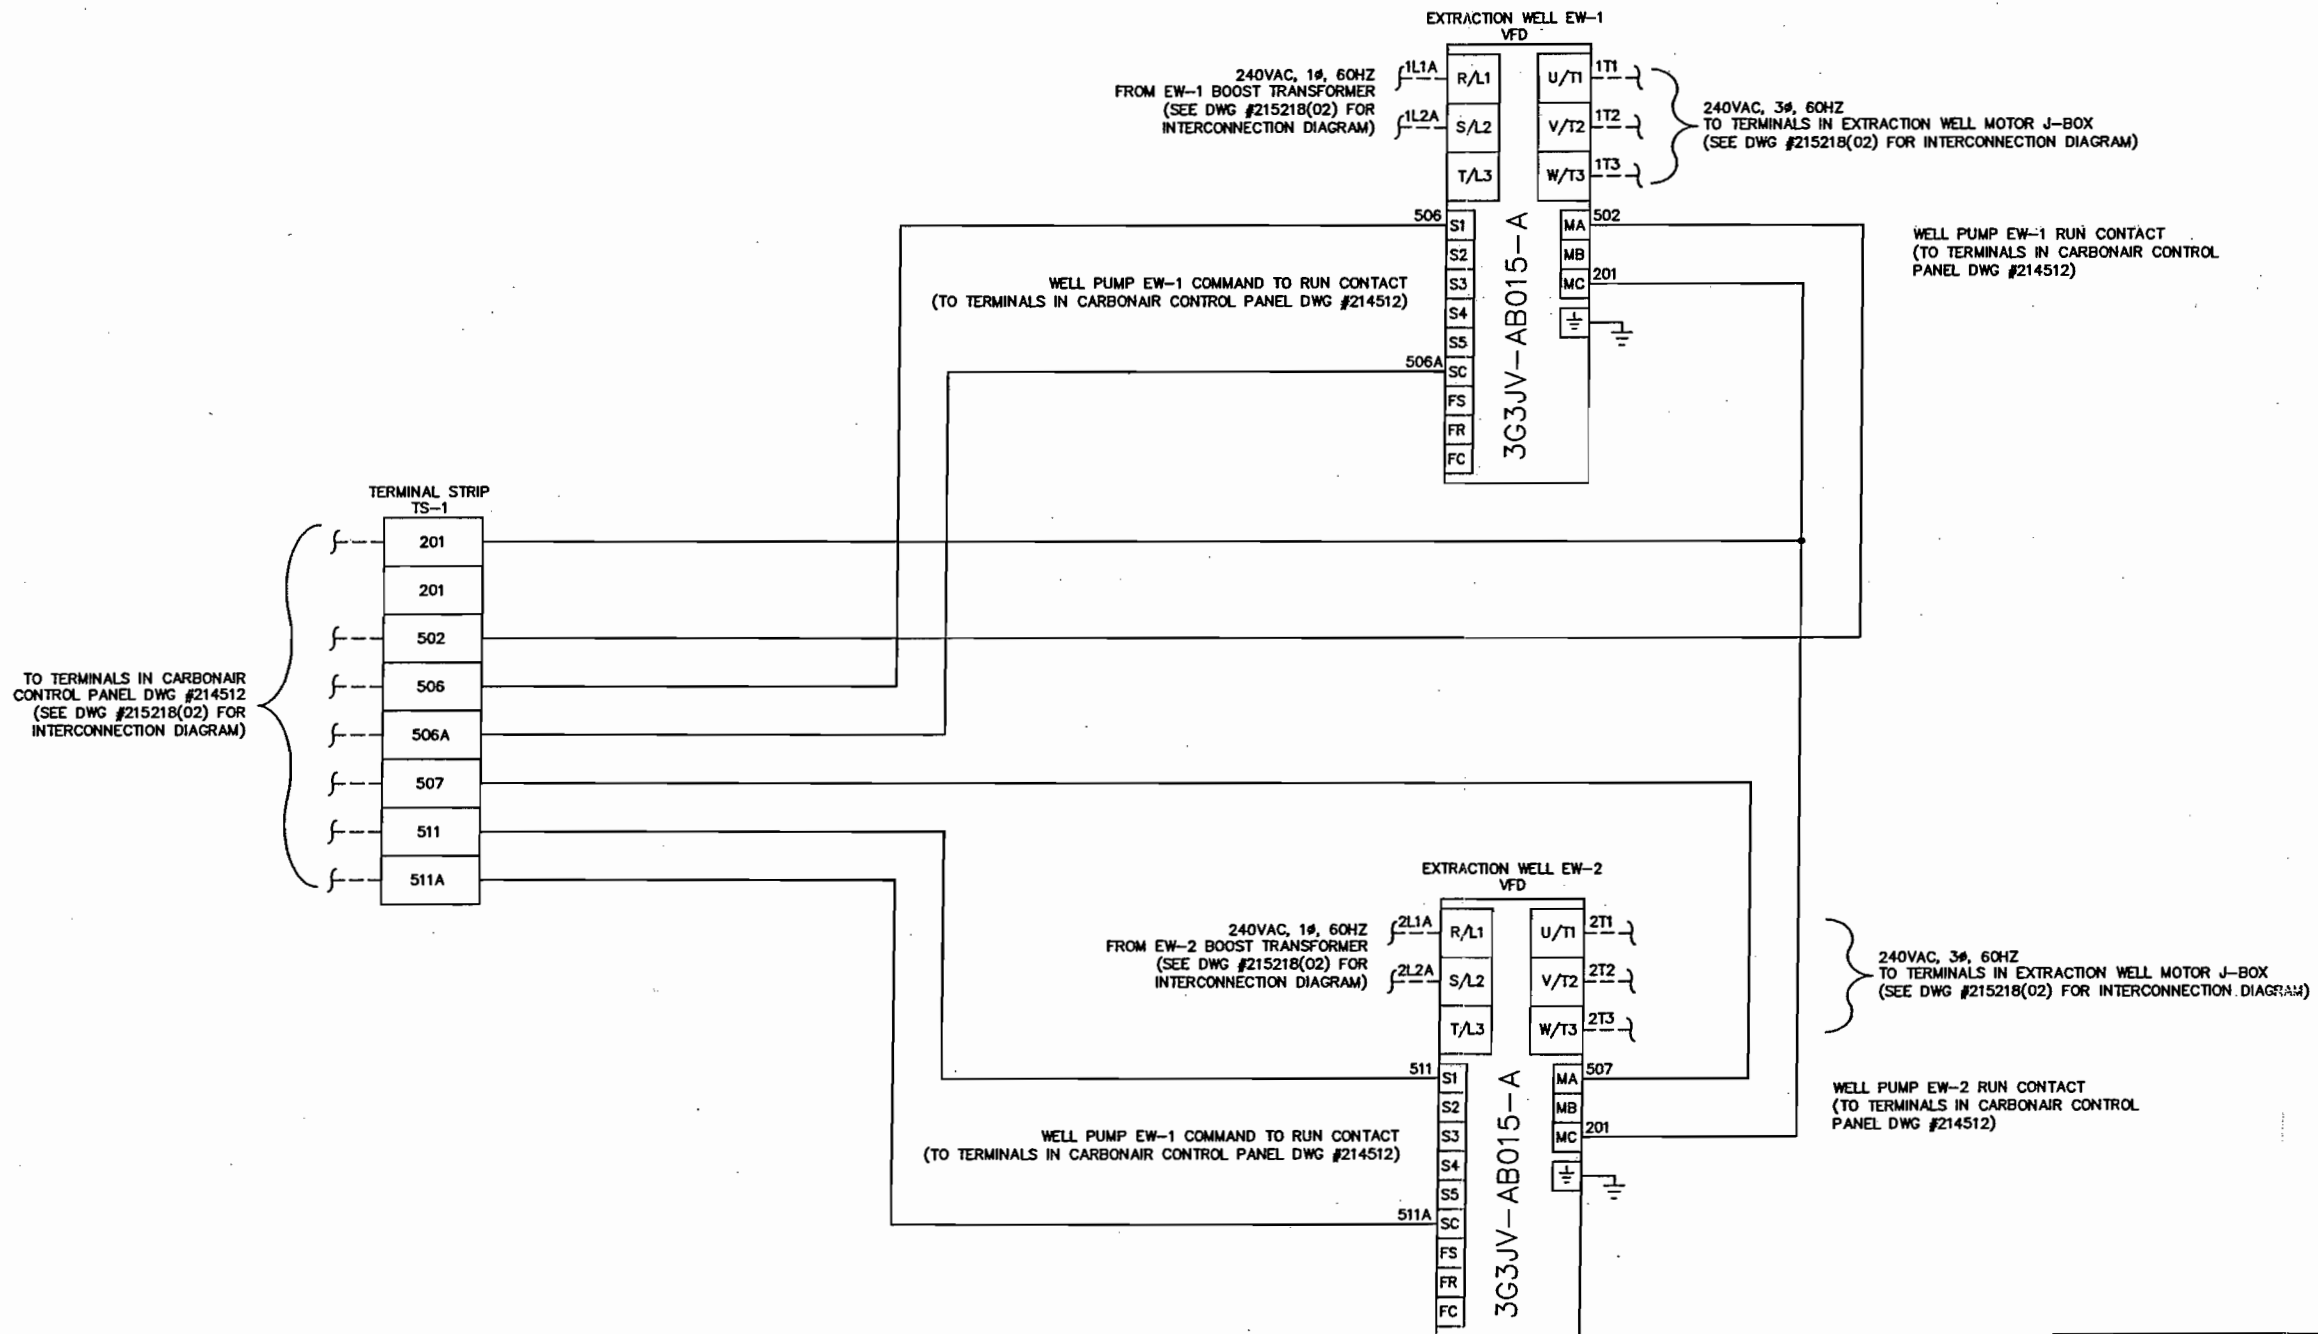 EXTRACTION WELL EW-1
VFD
240VAC, 1ø, 60HZ
FROM EW-1 BOOST TRANSFORMER
(SEE DWG #215218(02) FOR
INTERCONNECTION DIAGRAM)
1L1A
1L2A
R/L1
S/L2
T/L3
U/T1
V/T2
W/T3
1T1
1T2
1T3
240VAC, 3ø, 60HZ
TO TERMINALS IN EXTRACTION WELL MOTOR J-BOX
(SEE DWG #215218(02) FOR INTERCONNECTION DIAGRAM)
506
S1
S2
S3
S4
S5
506A
SC
FS
FR
FC
3G3JV-AB015-A
MA
502
MB
MC
201
WELL PUMP EW-1 RUN CONTACT
(TO TERMINALS IN CARBONAIR CONTROL
PANEL DWG #214512)
WELL PUMP EW-1 COMMAND TO RUN CONTACT
(TO TERMINALS IN CARBONAIR CONTROL PANEL DWG #214512)
TERMINAL STRIP
TS-1
201
201
502
506
506A
507
511
511A
TO TERMINALS IN CARBONAIR
CONTROL PANEL DWG #214512
(SEE DWG #215218(02) FOR
INTERCONNECTION DIAGRAM)
EXTRACTION WELL EW-2
VFD
240VAC, 1ø, 60HZ
FROM EW-2 BOOST TRANSFORMER
(SEE DWG #215218(02) FOR
INTERCONNECTION DIAGRAM)
2L1A
2L2A
R/L1
S/L2
T/L3
U/T1
V/T2
W/T3
2T1
2T2
2T3
240VAC, 3ø, 60HZ
TO TERMINALS IN EXTRACTION WELL MOTOR J-BOX
(SEE DWG #215218(02) FOR INTERCONNECTION DIAGRAM)
511
S1
S2
S3
S4
S5
511A
SC
FS
FR
FC
3G3JV-AB015-A
MA
507
MB
MC
201
WELL PUMP EW-2 RUN CONTACT
(TO TERMINALS IN CARBONAIR CONTROL
PANEL DWG #214512)
WELL PUMP EW-1 COMMAND TO RUN CONTACT
(TO TERMINALS IN CARBONAIR CONTROL PANEL DWG #214512)